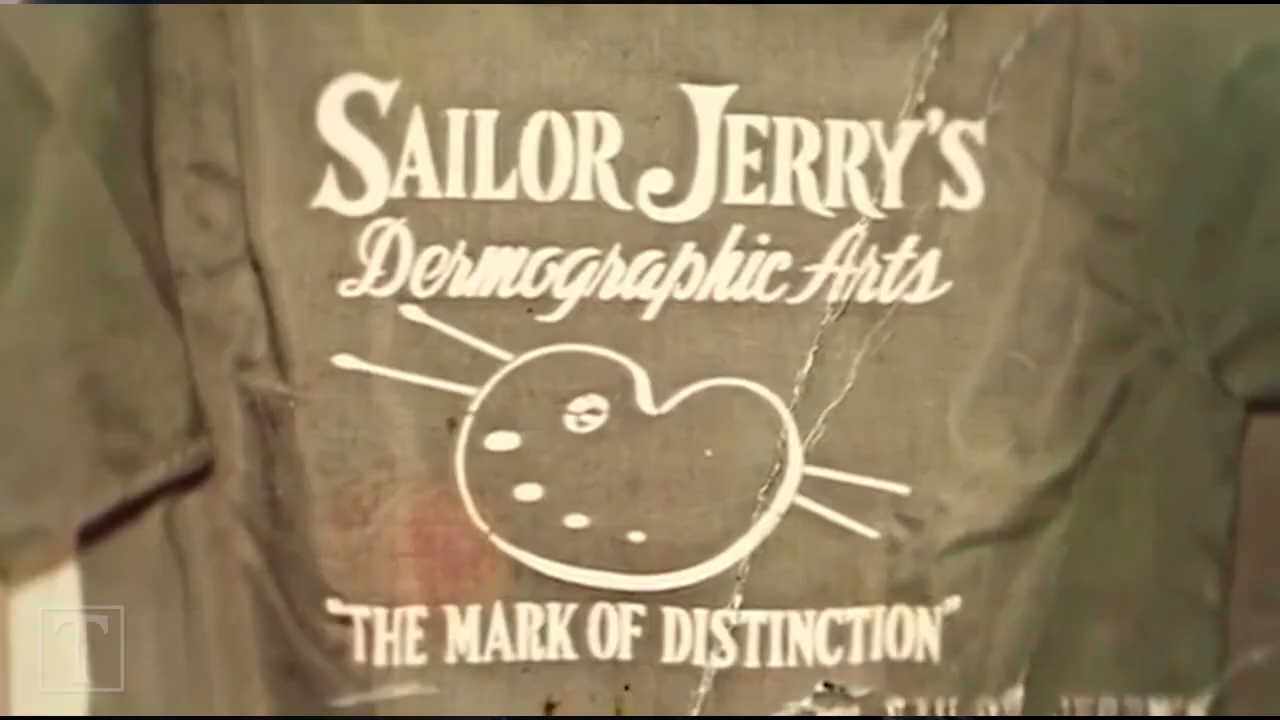 SAILOR JERRY'S
Dermographic Arts
"THE MARK OF DISTINCTION"
T